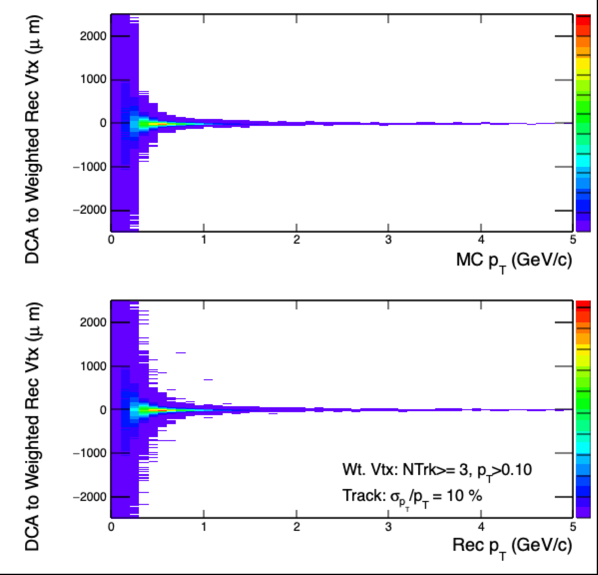 DCA to Weighted Rec Vtx (μ m)
2000
1000
0
−1000
−2000
0 1 2 3 4 5
MC p_T (GeV/c)
DCA to Weighted Rec Vtx (μ m)
2000
1000
0
−1000
−2000
Wt. Vtx: NTrk>= 3, p_T>0.10
Track: σ_p_T/p_T = 10 %
0 1 2 3 4 5
Rec p_T (GeV/c)